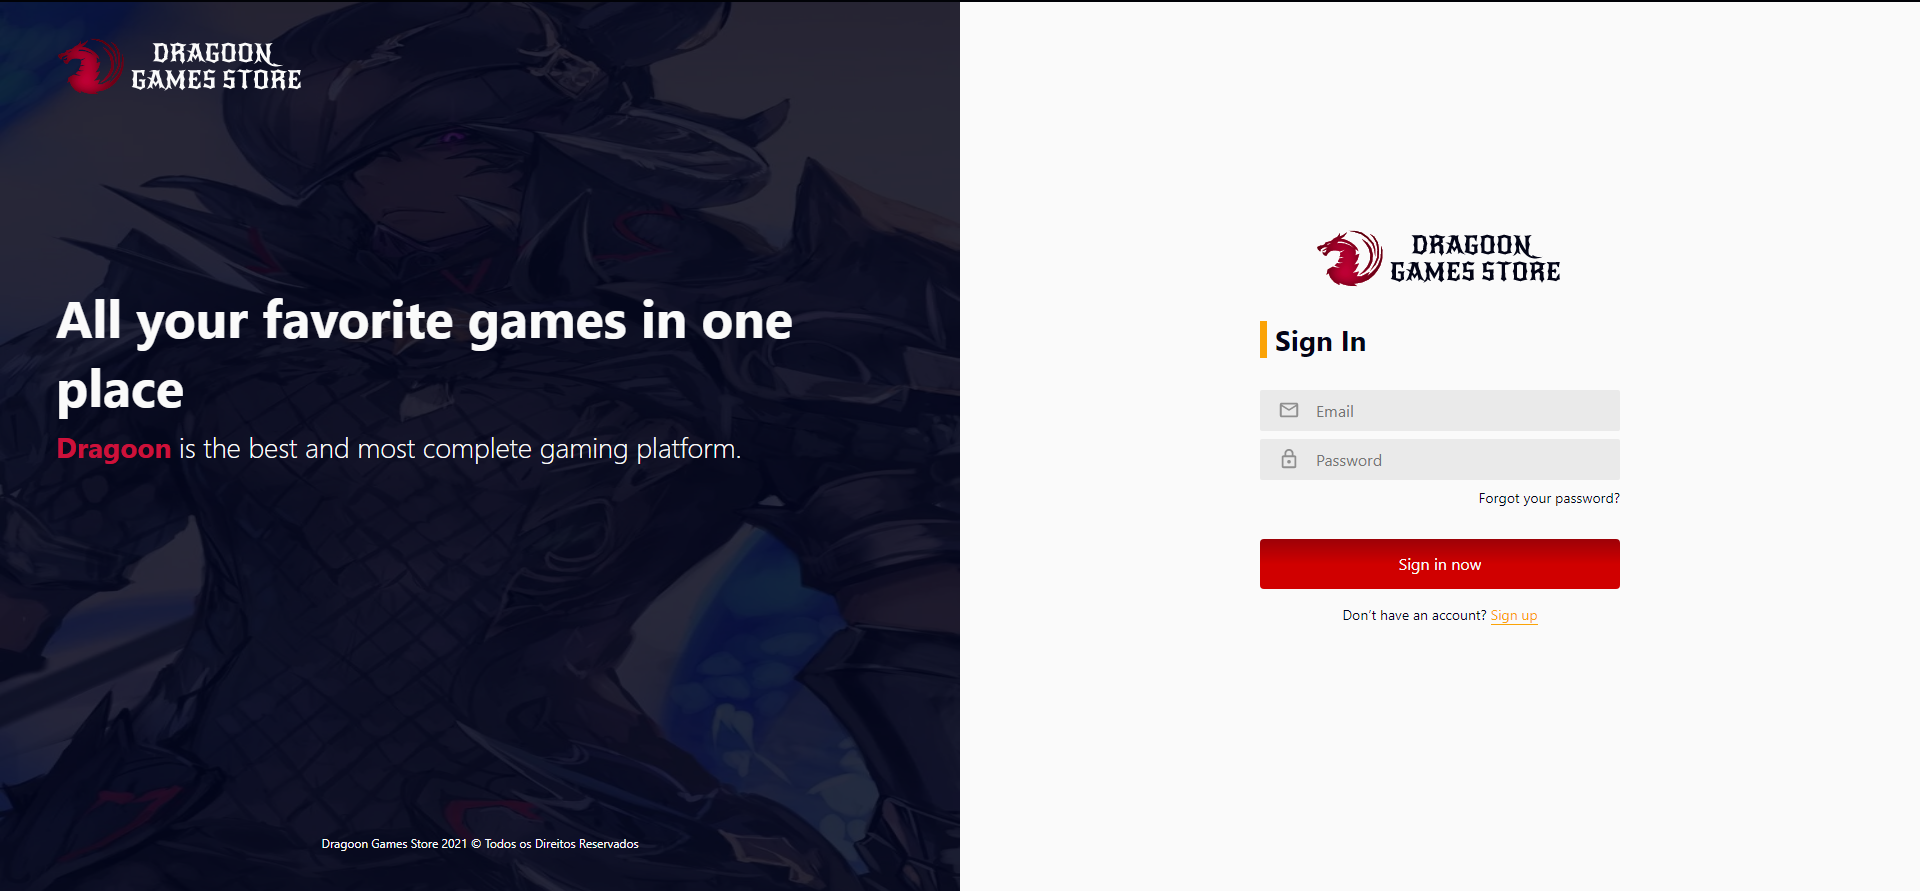 DRAGOON
GAMES STORE
All your favorite games in one
place
Dragoon is the best and most complete gaming platform.
Dragoon Games Store 2021 © Todos os Direitos Reservados
DRAGOON
GAMES STORE
Sign In
Email
Password
Forgot your password?
Sign in now
Don't have an account? Sign up